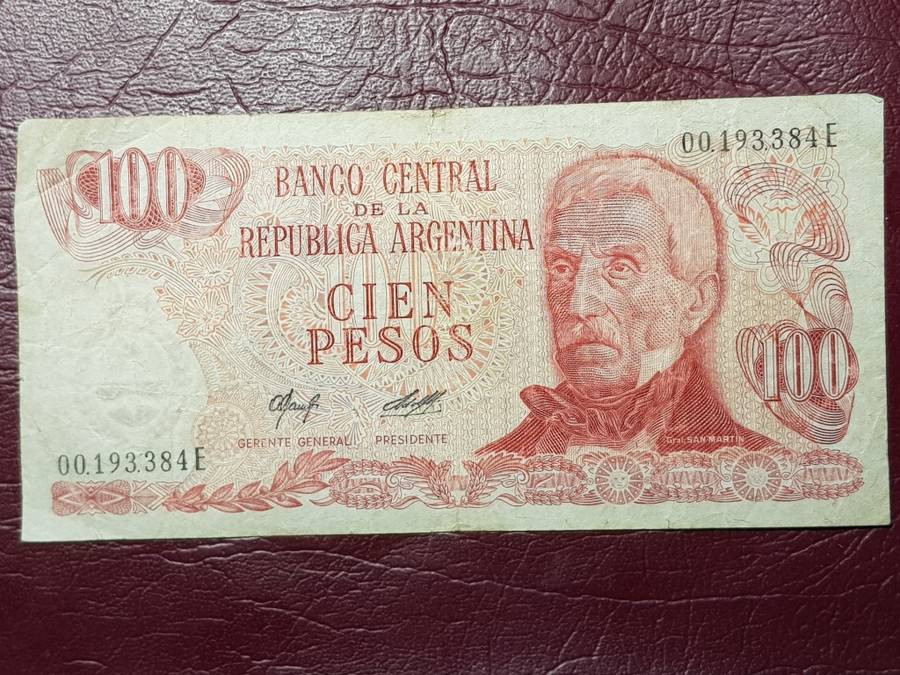 00.193.384 E
100
BANCO CENTRAL
DE LA
REPUBLICA ARGENTINA
CIEN
PESOS
100
GERENTE GENERAL PRESIDENTE
Gral. SAN MARTIN
00.193.384 E